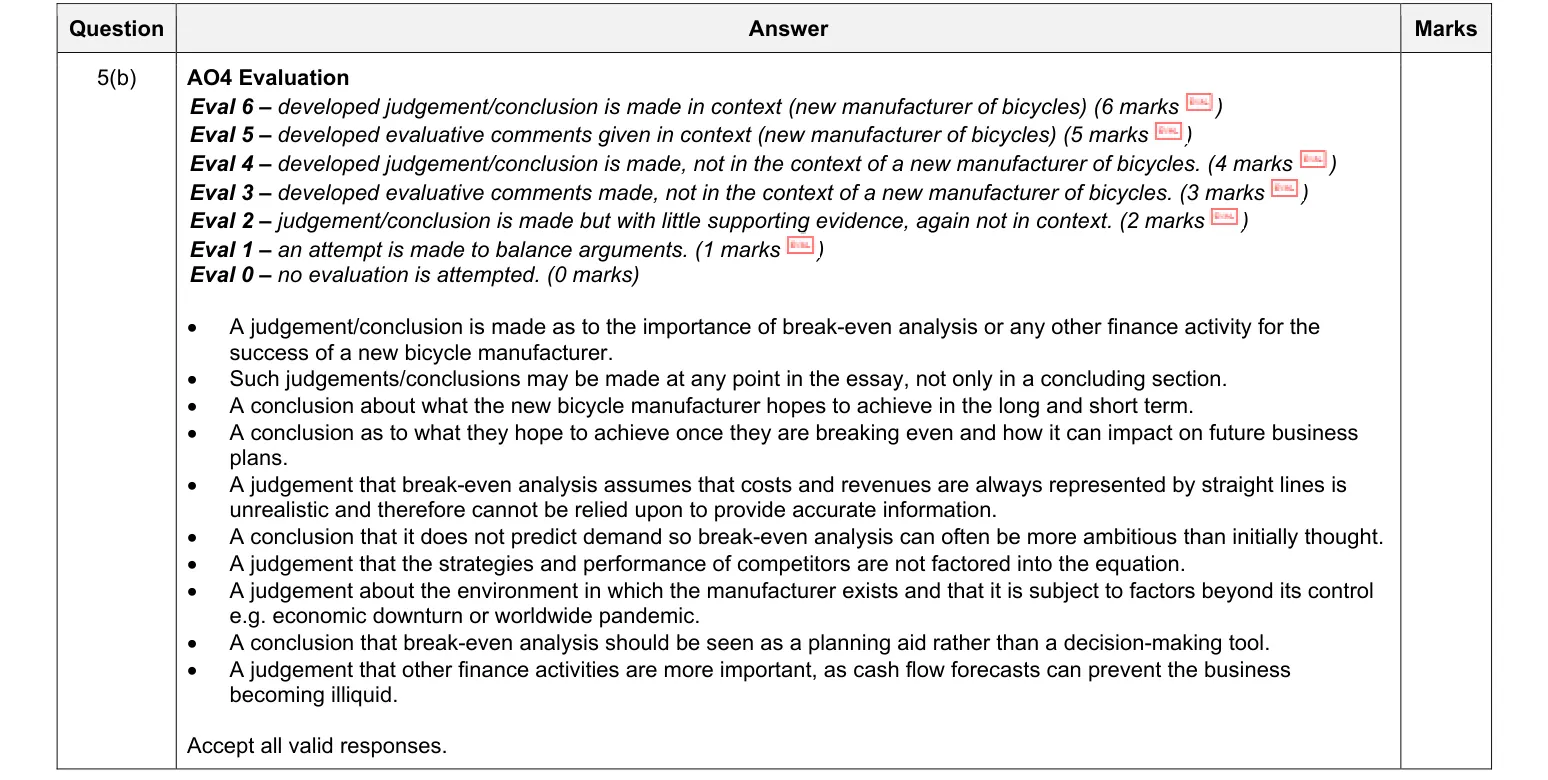 Question Answer Marks
5(b) AO4 Evaluation
Eval 6 – developed judgement/conclusion is made in context (new manufacturer of bicycles) (6 marks EVAL )
Eval 5 – developed evaluative comments given in context (new manufacturer of bicycles) (5 marks EVAL )
Eval 4 – developed judgement/conclusion is made, not in the context of a new manufacturer of bicycles. (4 marks EVAL )
Eval 3 – developed evaluative comments made, not in the context of a new manufacturer of bicycles. (3 marks EVAL )
Eval 2 – judgement/conclusion is made but with little supporting evidence, again not in context. (2 marks EVAL )
Eval 1 – an attempt is made to balance arguments. (1 marks EVAL )
Eval 0 – no evaluation is attempted. (0 marks)
• A judgement/conclusion is made as to the importance of break-even analysis or any other finance activity for the
success of a new bicycle manufacturer.
• Such judgements/conclusions may be made at any point in the essay, not only in a concluding section.
• A conclusion about what the new bicycle manufacturer hopes to achieve in the long and short term.
• A conclusion as to what they hope to achieve once they are breaking even and how it can impact on future business
plans.
• A judgement that break-even analysis assumes that costs and revenues are always represented by straight lines is
unrealistic and therefore cannot be relied upon to provide accurate information.
• A conclusion that it does not predict demand so break-even analysis can often be more ambitious than initially thought.
• A judgement that the strategies and performance of competitors are not factored into the equation.
• A judgement about the environment in which the manufacturer exists and that it is subject to factors beyond its control
e.g. economic downturn or worldwide pandemic.
• A conclusion that break-even analysis should be seen as a planning aid rather than a decision-making tool.
• A judgement that other finance activities are more important, as cash flow forecasts can prevent the business
becoming illiquid.
Accept all valid responses.